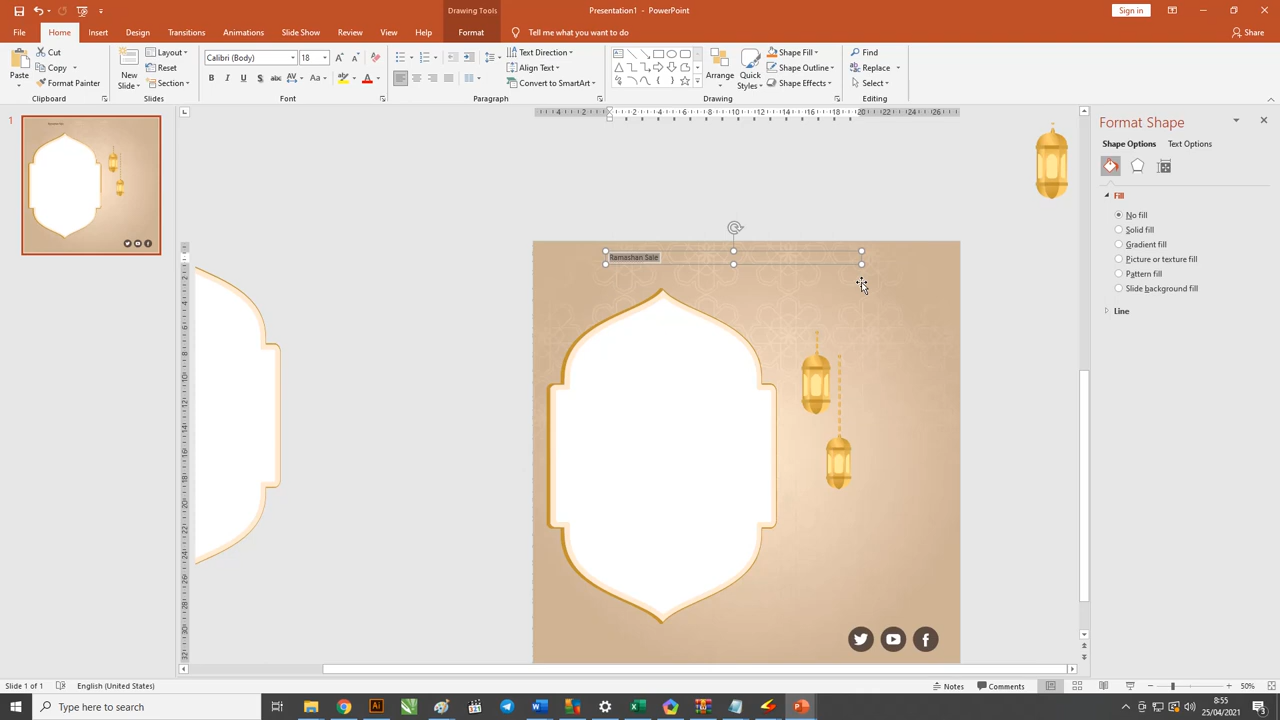 Drawing Tools
Presentation1 - PowerPoint
Sign in
File
Home
Insert
Design
Transitions
Animations
Slide Show
Review
View
Help
Format
Tell me what you want to do
Share
Paste
Cut
Copy
Format Painter
Clipboard
New
Slide
Layout
Reset
Section
Slides
Calibri (Body)
18
B I U S abc AV Aa A
Font
Text Direction
Align Text
Convert to SmartArt
Paragraph
Arrange
Quick
Styles
Shape Fill
Shape Outline
Shape Effects
Drawing
Find
Replace
Select
Editing
1
Ramashan Sale
Format Shape
Shape Options
Text Options
Fill
No fill
Solid fill
Gradient fill
Picture or texture fill
Pattern fill
Slide background fill
Line
Slide 1 of 1
English (United States)
Notes
Comments
50%
Type here to search
8:55
25/04/2021